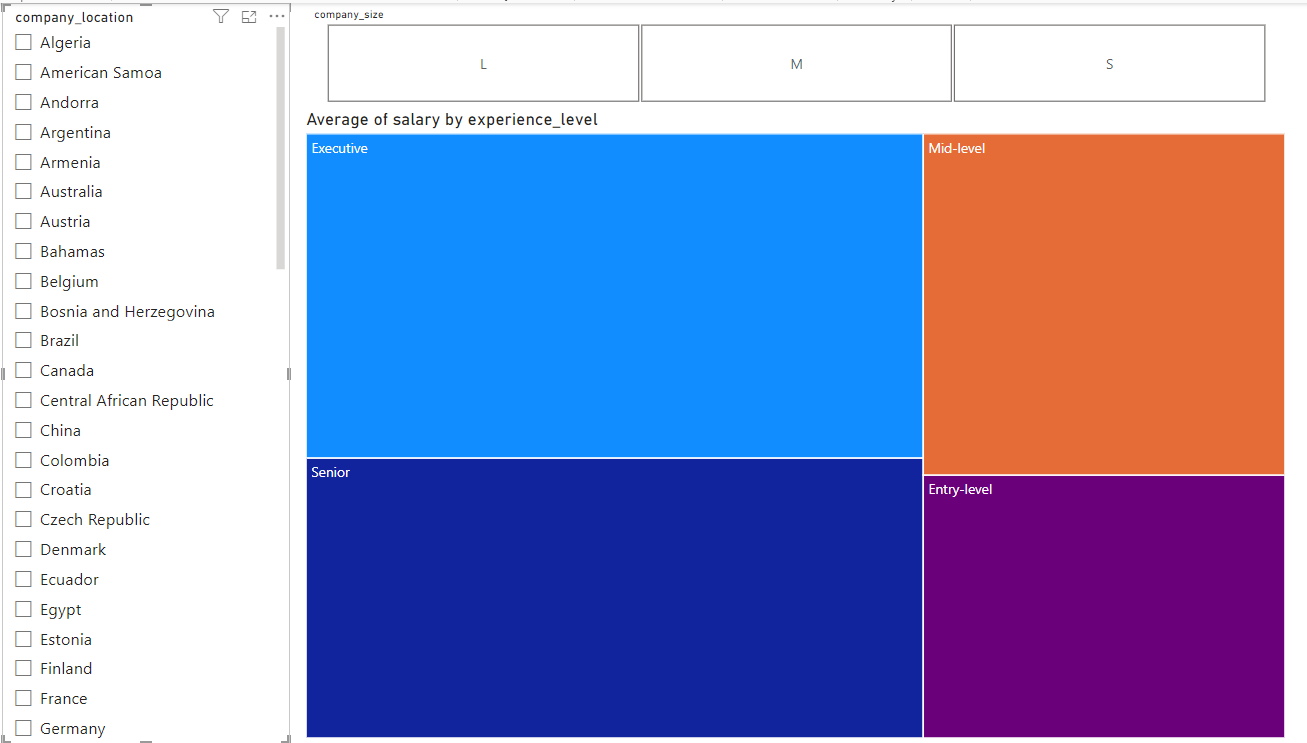 company_location
Algeria
American Samoa
Andorra
Argentina
Armenia
Australia
Austria
Bahamas
Belgium
Bosnia and Herzegovina
Brazil
Canada
Central African Republic
China
Colombia
Croatia
Czech Republic
Denmark
Ecuador
Egypt
Estonia
Finland
France
Germany
company_size
L
M
S
Average of salary by experience_level
Executive
Mid-level
Senior
Entry-level